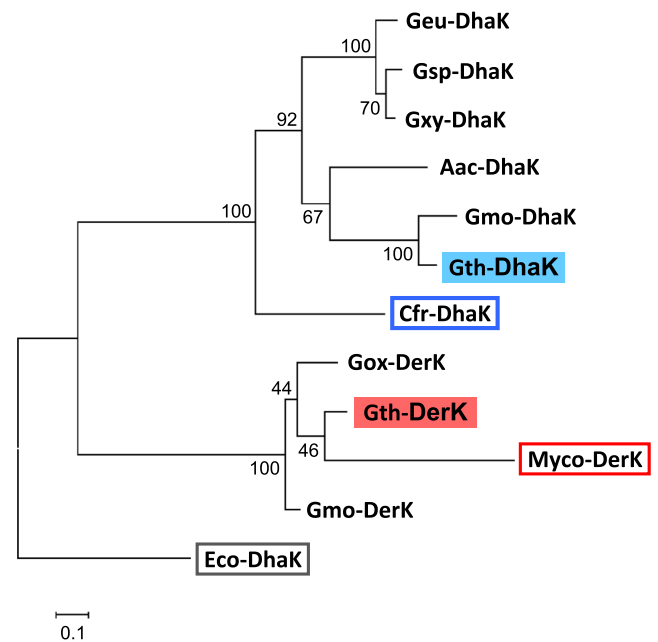 Geu-DhaK
100
Gsp-DhaK
70
Gxy-DhaK
92
Aac-DhaK
67
100
Gmo-DhaK
100
Gth-DhaK
Cfr-DhaK
Gox-DerK
44
Gth-DerK
46
Myco-DerK
100
Gmo-DerK
Eco-DhaK
0.1